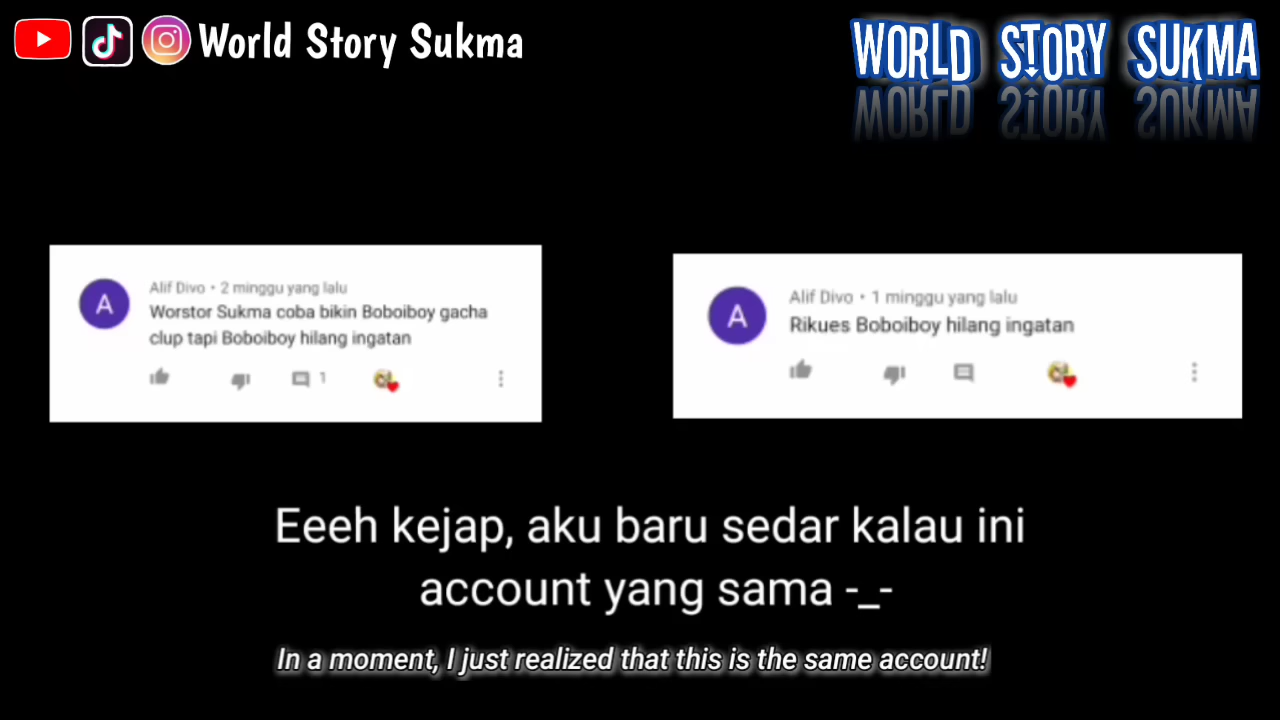 World Story Sukma
WORLD STORY SUKMA
A
Alif Divo • 2 minggu yang lalu
Worstor Sukma coba bikin Boboiboy gacha
clup tapi Boboiboy hilang ingatan
1
A
Alif Divo • 1 minggu yang lalu
Rikues Boboiboy hilang ingatan
Eeeh kejap, aku baru sedar kalau ini
account yang sama -_-
In a moment, I just realized that this is the same account!